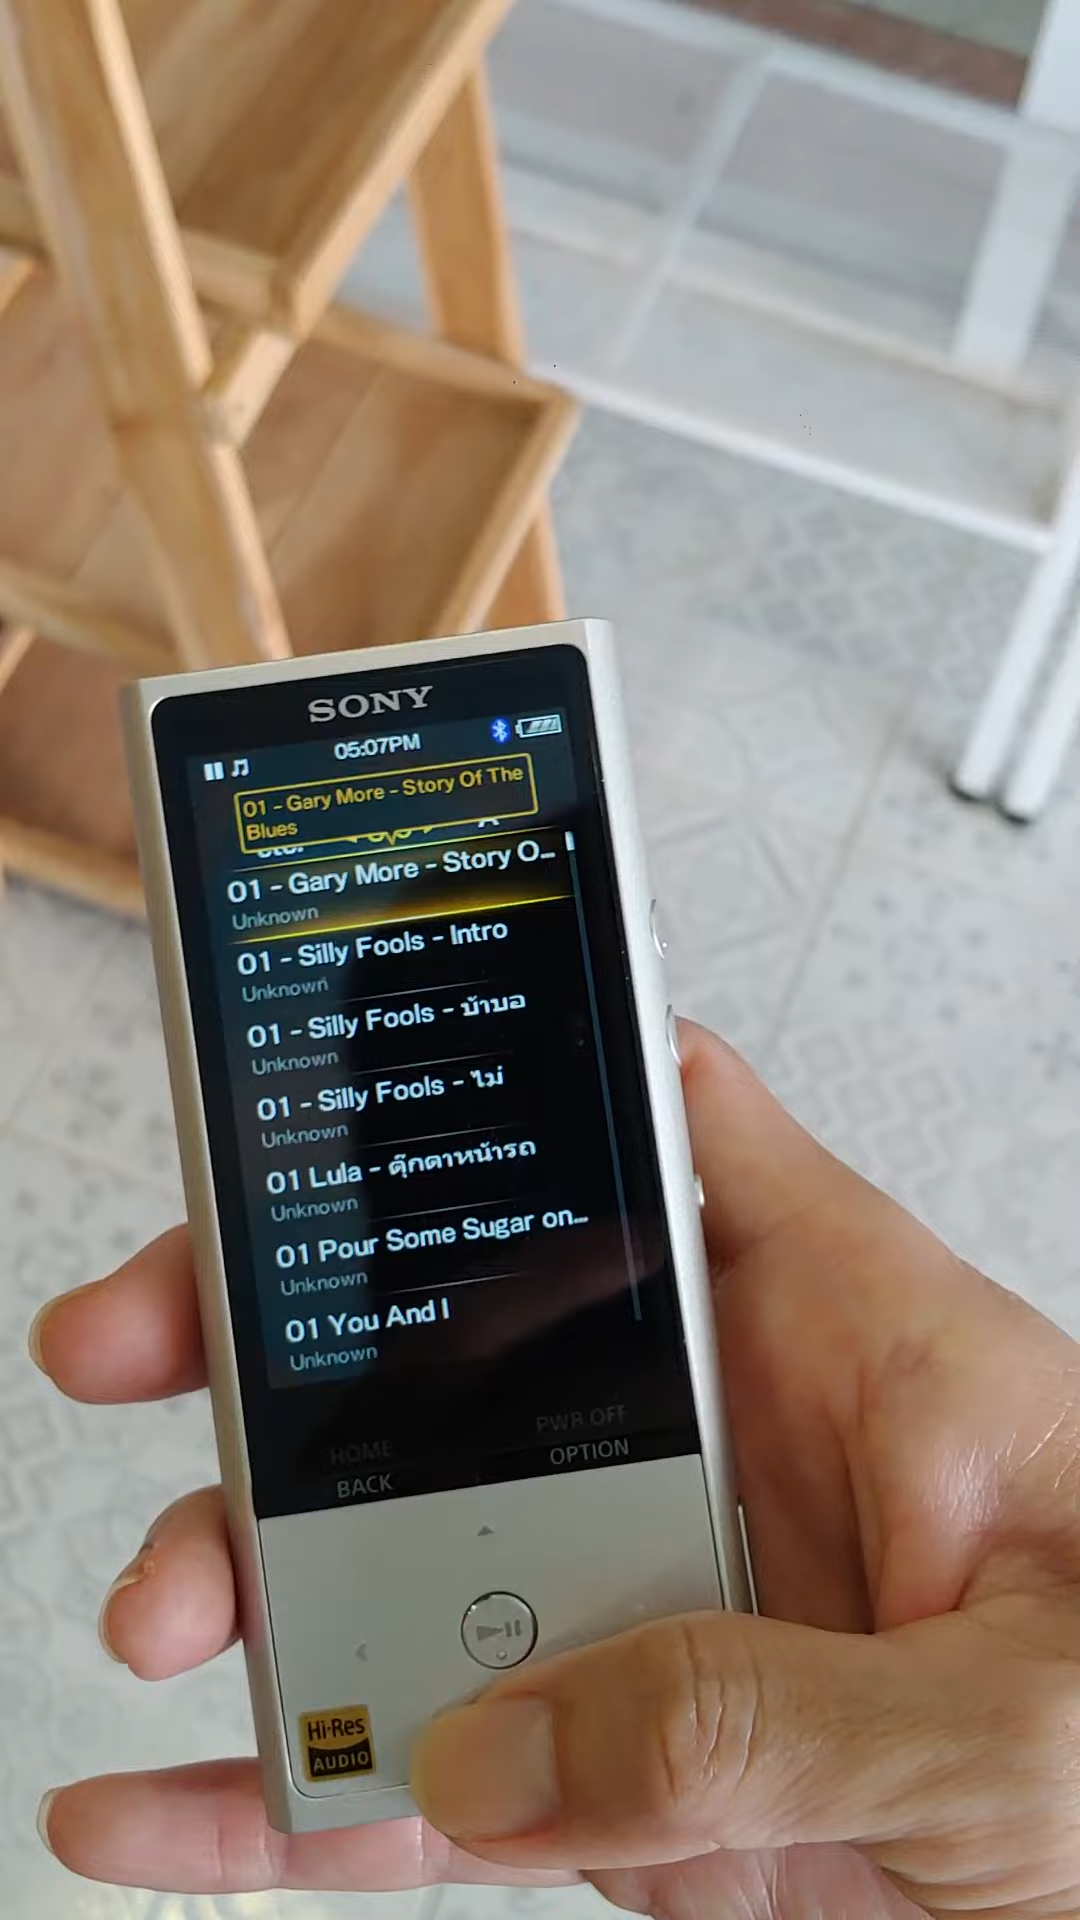 SONY
05:07PM
01 - Gary More - Story Of The
Blues
01 - Gary More - Story O...
Unknown
01 - Silly Fools - Intro
Unknown
01 - Silly Fools - บ้าบอ
Unknown
01 - Silly Fools - ไม่
Unknown
01 Lula - ตุ๊กตาหน้ารถ
Unknown
01 Pour Some Sugar on...
Unknown
01 You And I
Unknown
HOME
PWR OFF
BACK
OPTION
Hi-Res
AUDIO